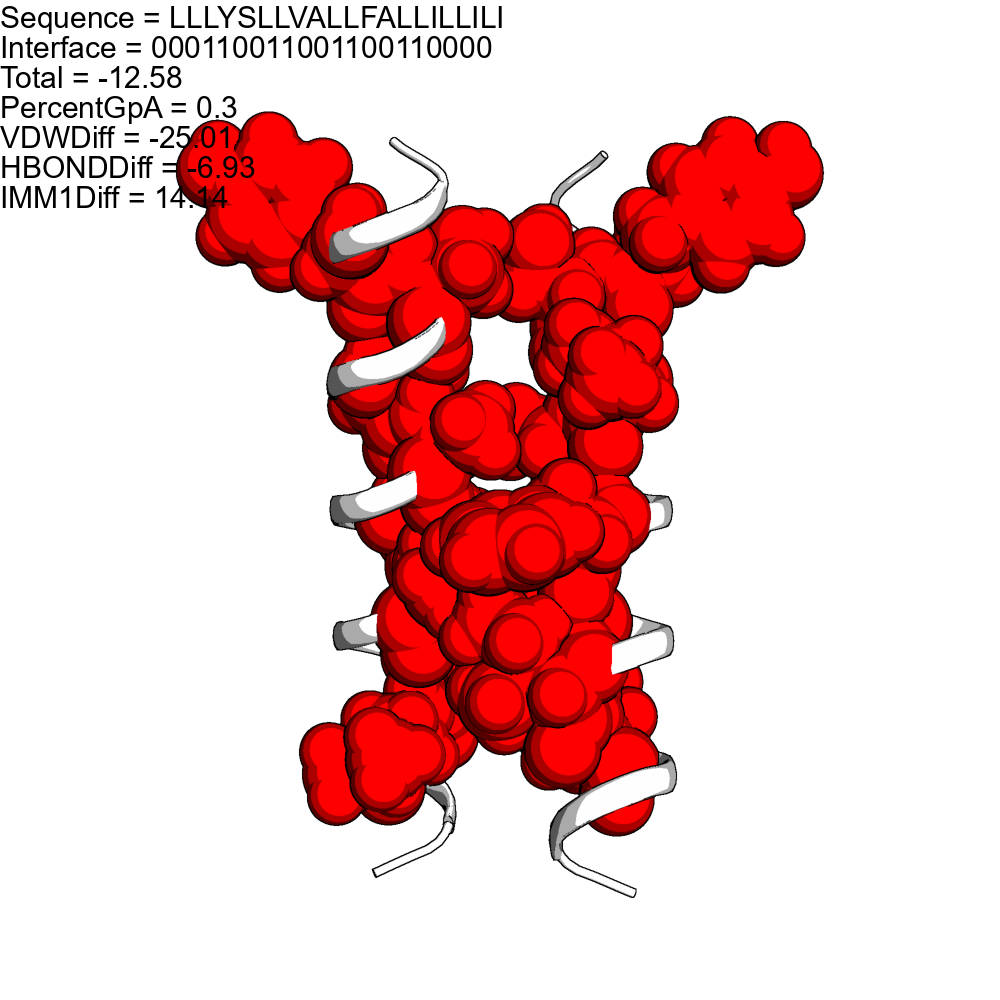 Sequence = LLLYSLLVALLFALLILLILI
Interface = 000110011001100110000
Total = -12.58
PercentGpA = 0.3
VDWDiff = -25.01
HBONDDiff = -6.93
IMM1Diff = 14.14